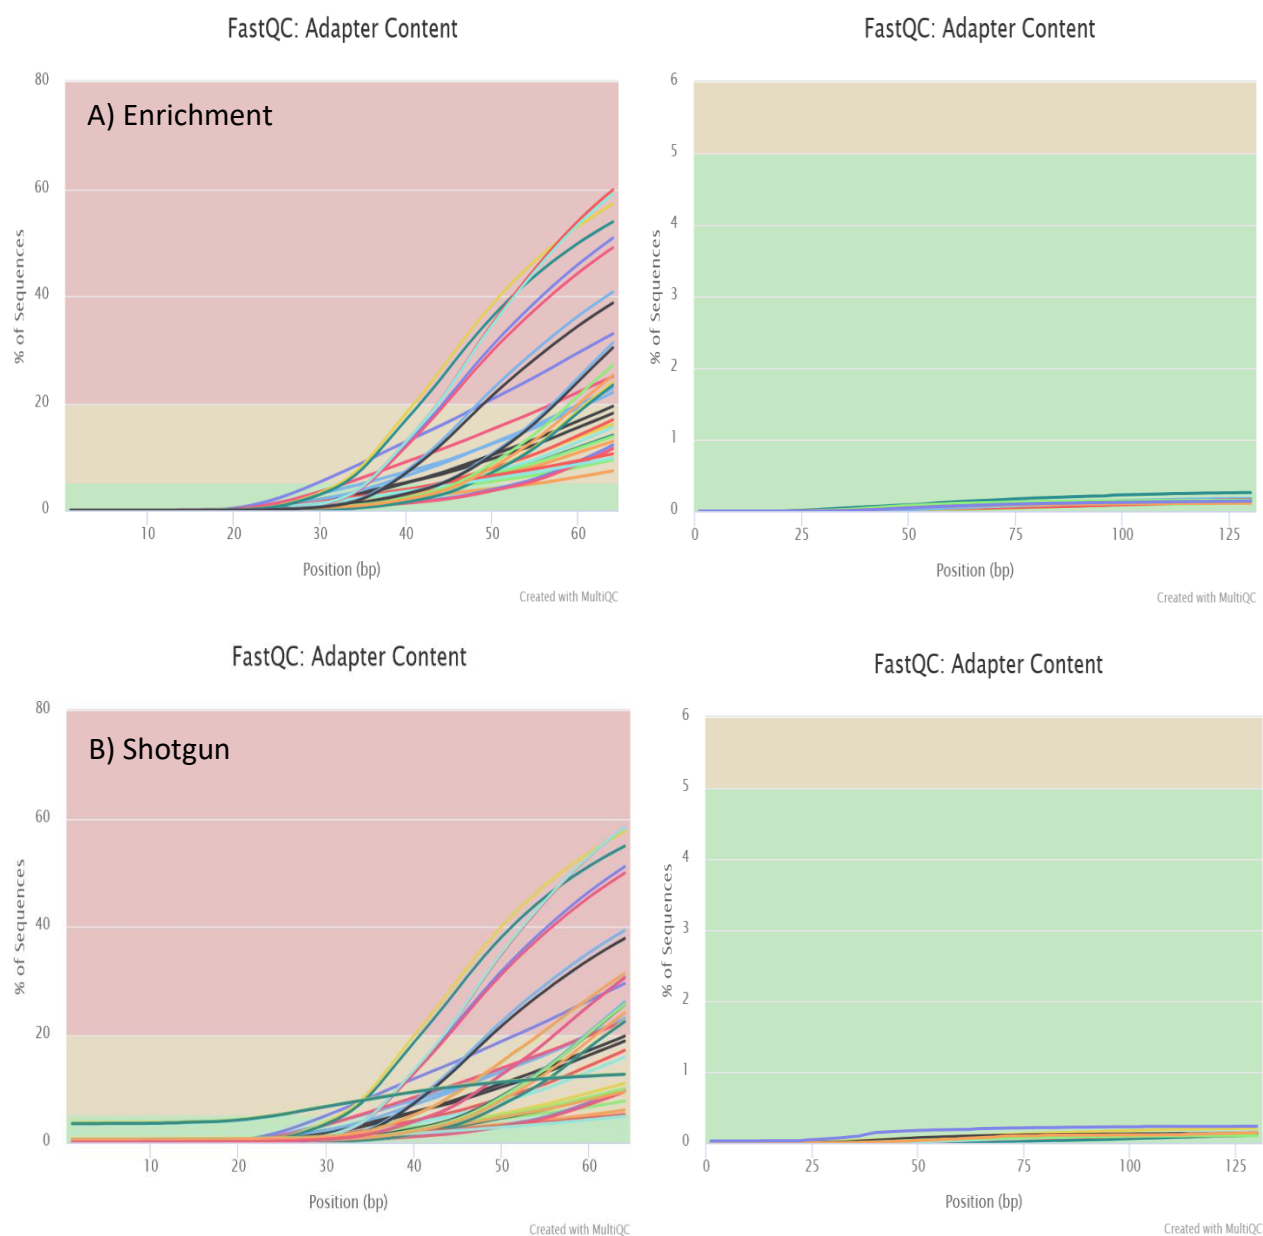 FastQC: Adapter Content
80
60
40
20
0
% of Sequences
A) Enrichment
10 20 30 40 50 60
Position (bp)
Created with MultiQC
FastQC: Adapter Content
6
5
4
3
2
1
0
% of Sequences
0 25 50 75 100 125
Position (bp)
Created with MultiQC
FastQC: Adapter Content
80
60
40
20
0
% of Sequences
B) Shotgun
10 20 30 40 50 60
Position (bp)
Created with MultiQC
FastQC: Adapter Content
6
5
4
3
2
1
0
% of Sequences
0 25 50 75 100 125
Position (bp)
Created with MultiQC